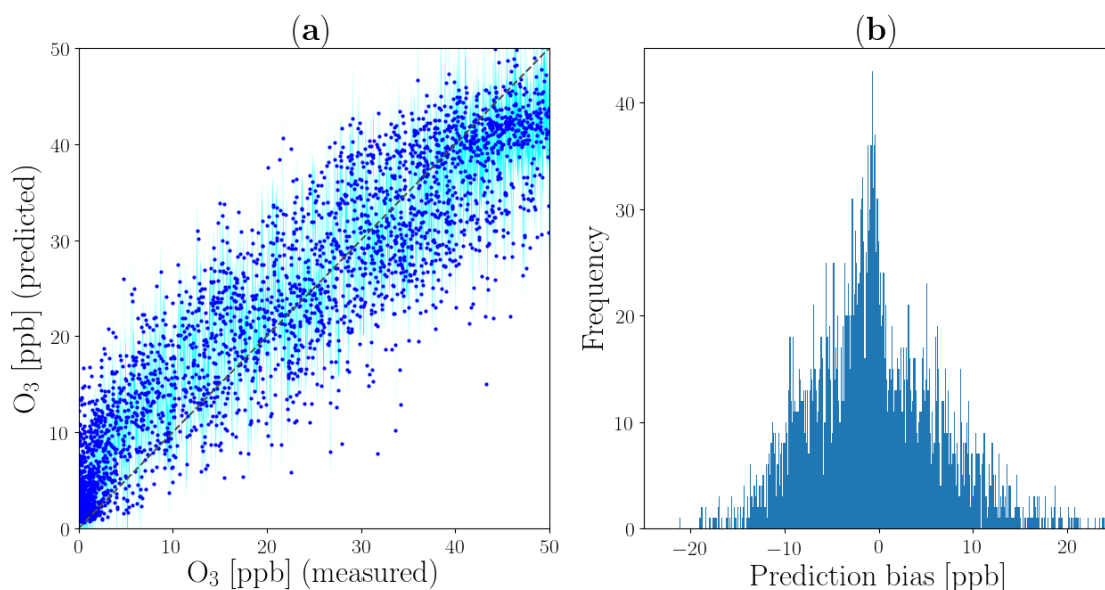 (a)
50
40
30
20
10
0
O₃ [ppb] (predicted)
0 10 20 30 40 50
O₃ [ppb] (measured)
(b)
40
30
20
10
0
Frequency
−20 −10 0 10 20
Prediction bias [ppb]